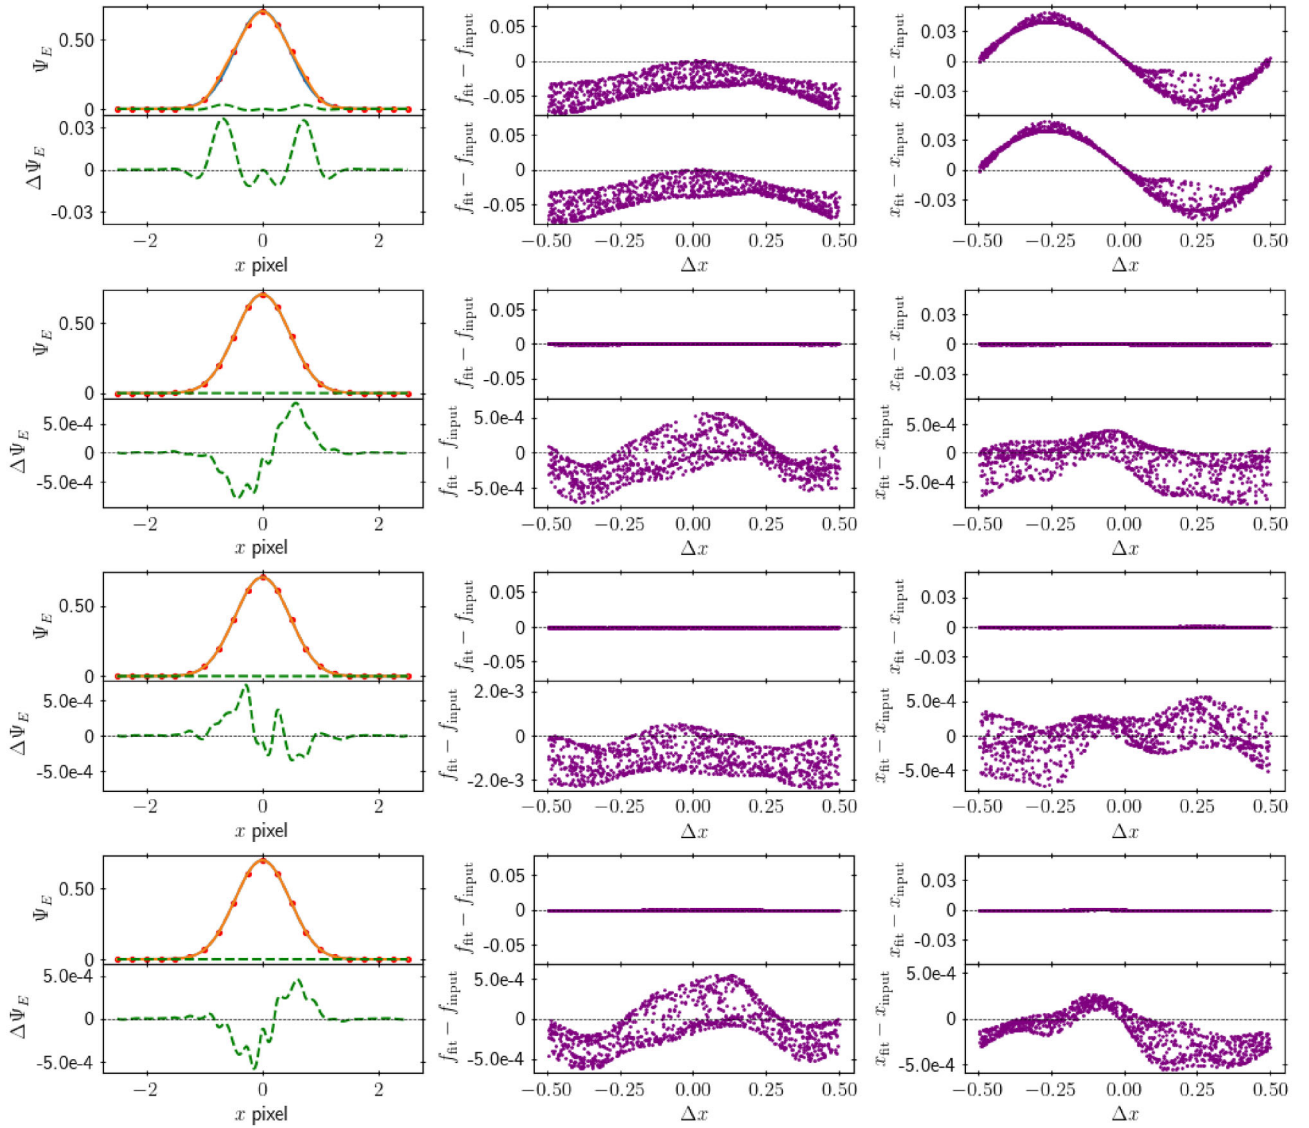 Ψ_E 0.50 0
ΔΨ_E 0.03 0 -0.03
−2 0 2
x pixel
f_fit − f_input 0.05 0 -0.05
f_fit − f_input 0.05 0 -0.05
−0.50 −0.25 0.00 0.25 0.50
Δx
x_fit − x_input 0.03 0 -0.03
x_fit − x_input 0.03 0 -0.03
−0.50 −0.25 0.00 0.25 0.50
Δx
Ψ_E 0.50 0
ΔΨ_E 5.0e-4 0 -5.0e-4
−2 0 2
x pixel
f_fit − f_input 0.05 0 -0.05
f_fit − f_input 5.0e-4 0 -5.0e-4
−0.50 −0.25 0.00 0.25 0.50
Δx
x_fit − x_input 0.03 0 -0.03
x_fit − x_input 5.0e-4 0 -5.0e-4
−0.50 −0.25 0.00 0.25 0.50
Δx
Ψ_E 0.50 0
ΔΨ_E 5.0e-4 0 -5.0e-4
−2 0 2
x pixel
f_fit − f_input 0.05 0 -0.05
f_fit − f_input 2.0e-3 0 -2.0e-3
−0.50 −0.25 0.00 0.25 0.50
Δx
x_fit − x_input 0.03 0 -0.03
x_fit − x_input 5.0e-4 0 -5.0e-4
−0.50 −0.25 0.00 0.25 0.50
Δx
Ψ_E 0.50 0
ΔΨ_E 5.0e-4 0 -5.0e-4
−2 0 2
x pixel
f_fit − f_input 0.05 0 -0.05
f_fit − f_input 5.0e-4 0 -5.0e-4
−0.50 −0.25 0.00 0.25 0.50
Δx
x_fit − x_input 0.03 0 -0.03
x_fit − x_input 5.0e-4 0 -5.0e-4
−0.50 −0.25 0.00 0.25 0.50
Δx